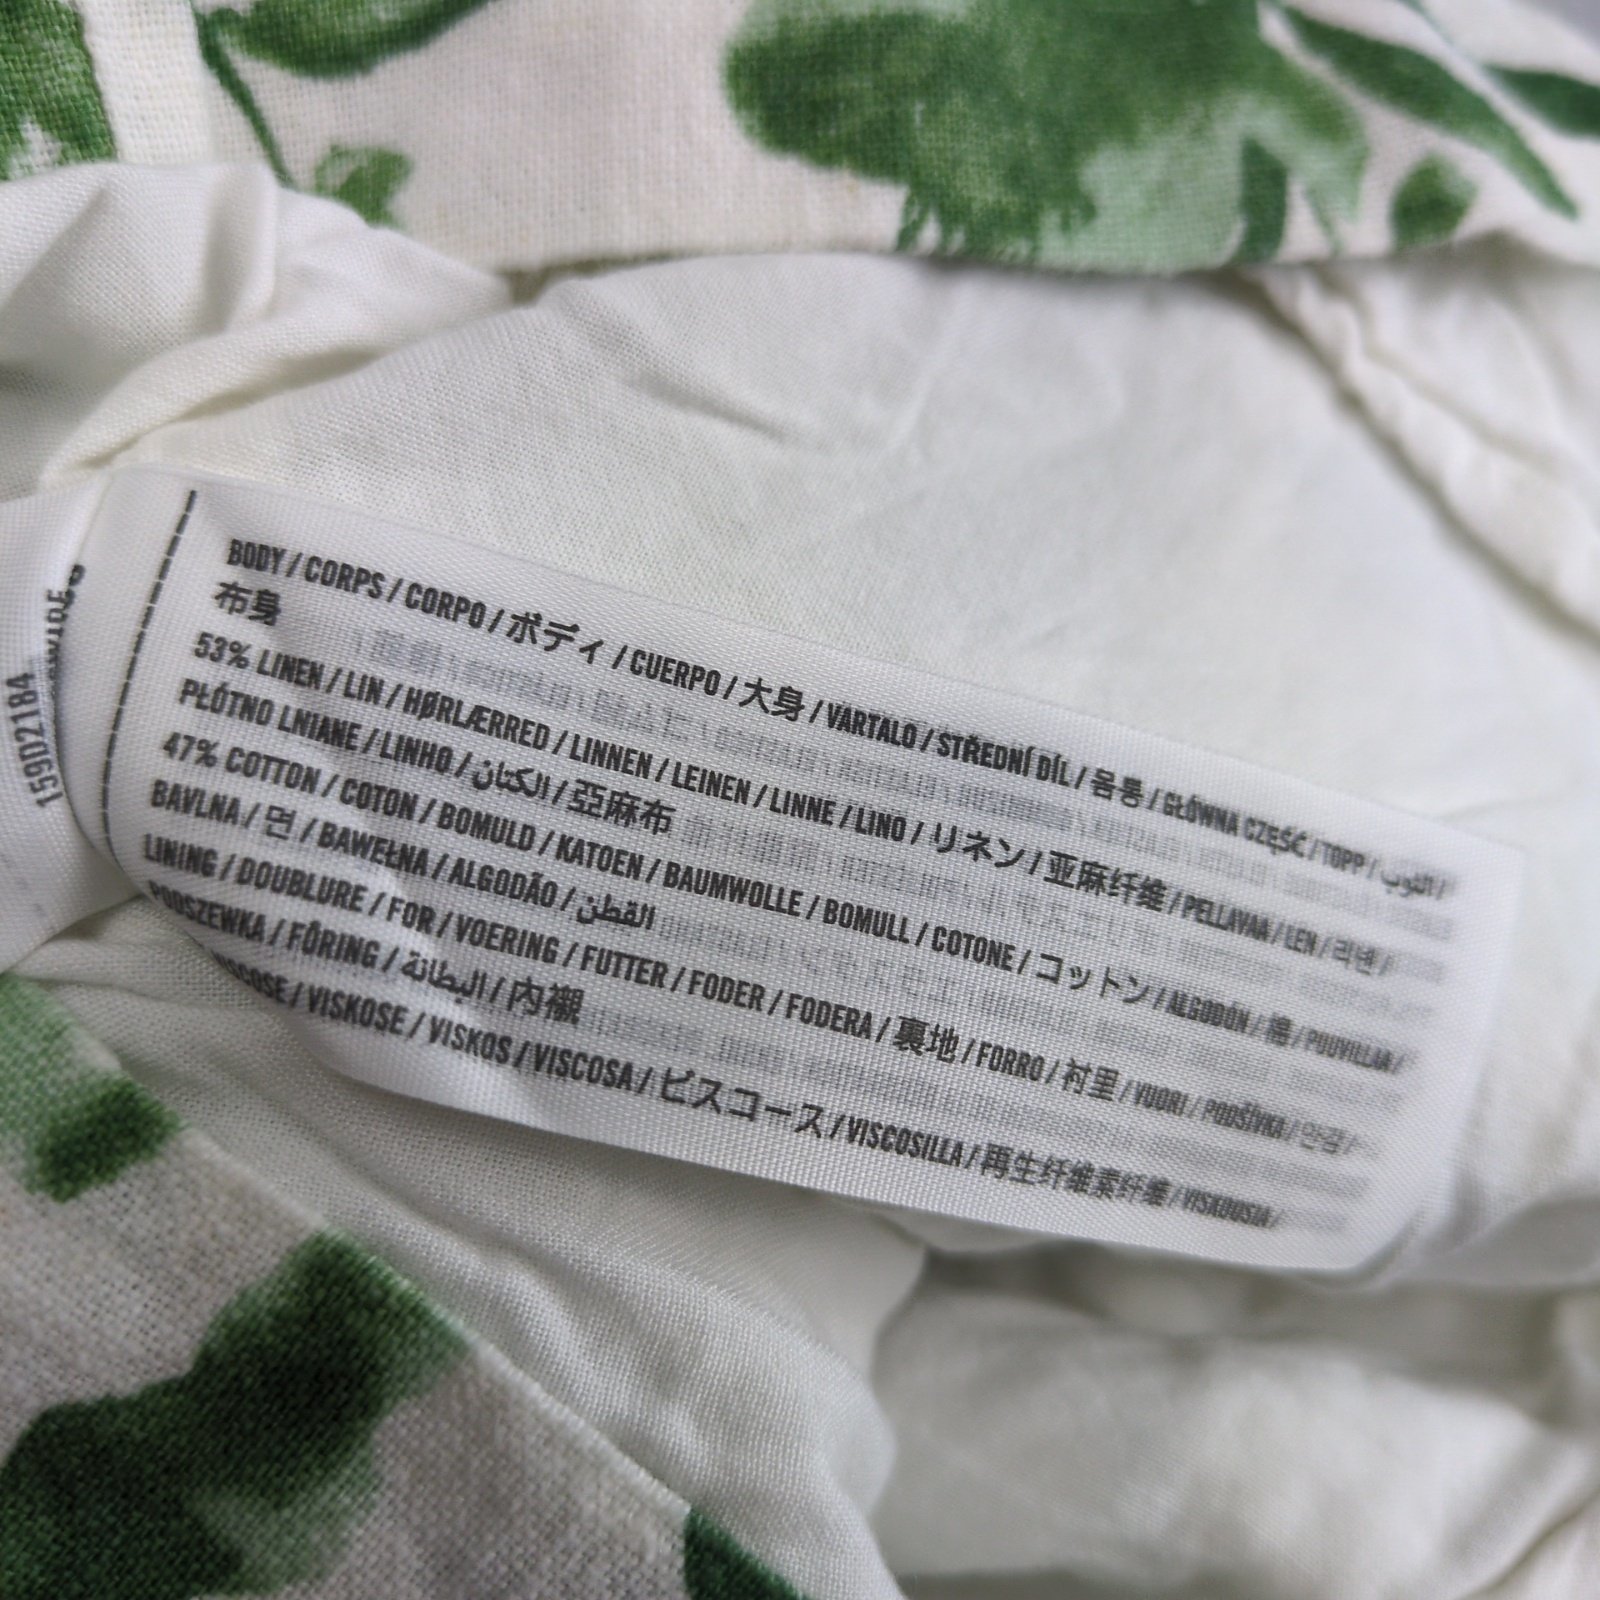 BODY / CORPS / CORPO / ボディ / CUERPO / 大身 / VARTALO / STŘEDNÍ DÍL / 몸통 / GŁÓWNA CZĘŚĆ / TOPP / الثوب /
布身
53% LINEN / LIN / HØRLÆRRED / LINNEN / LEINEN / LINNE / LINO / リネン / 亚麻纤维 / PELLAVAA / LEN / 리넨 /
PŁÓTNO LNIANE / LINHO / الكتان / 亞麻布
47% COTTON / COTON / BOMULD / KATOEN / BAUMWOLLE / BOMULL / COTONE / コットン / ALGODÓN / 棉 / PUUVILLAA /
BAVLNA / 면 / BAWEŁNA / ALGODÃO / القطن
LINING / DOUBLURE / FOR / VOERING / FUTTER / FODER / FODERA / 裏地 / FORRO / 衬里 / VUORI / PODŠÍVKA / 안감 /
PODSZEWKA / FÔRING / البطانة / 內襯
VISCOSE / VISKOSE / VISKOS / VISCOSA / ビスコース / VISCOSILLA / 再生纤维素纤维 / VISKOOSIA /
159D2184